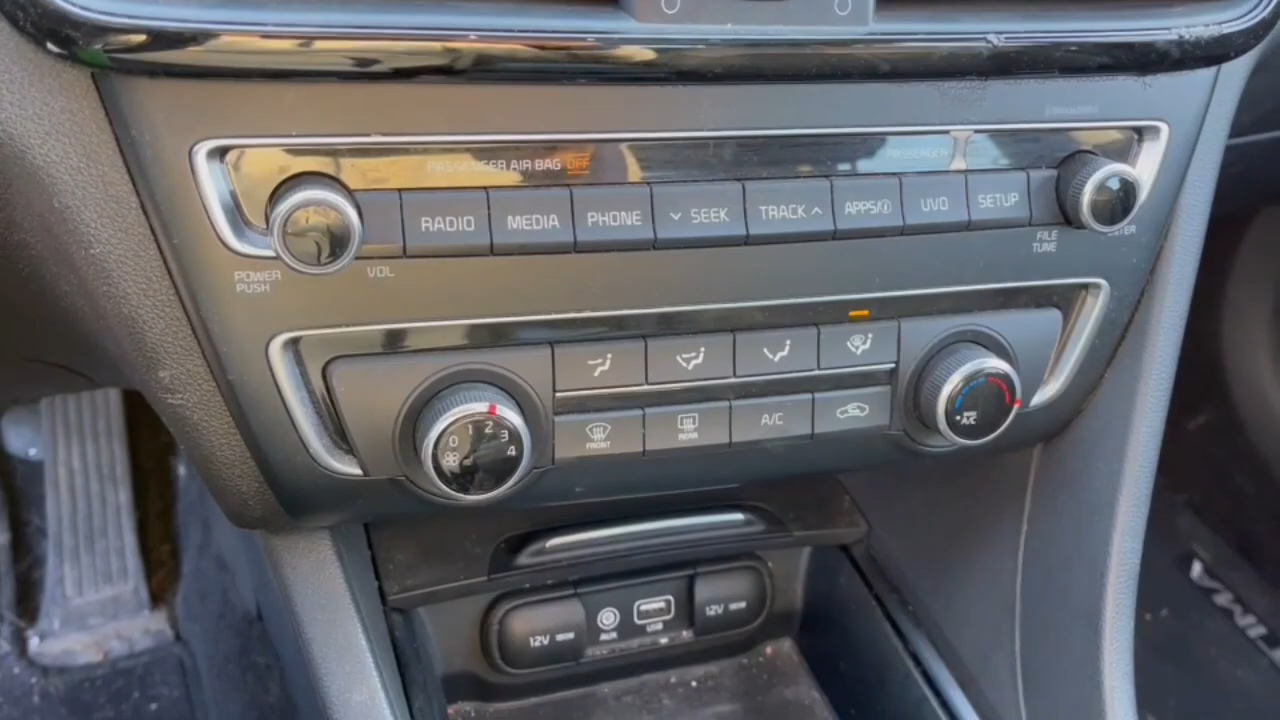 PASSENGER AIR BAG OFF
PASSENGER
RADIO
MEDIA
PHONE
SEEK
TRACK
APPS/i
UVO
SETUP
POWER
PUSH
VOL
FILE
TUNE
0 1 2 3 4
FRONT
REAR
A/C
A/C
12V
AUX
USB
12V